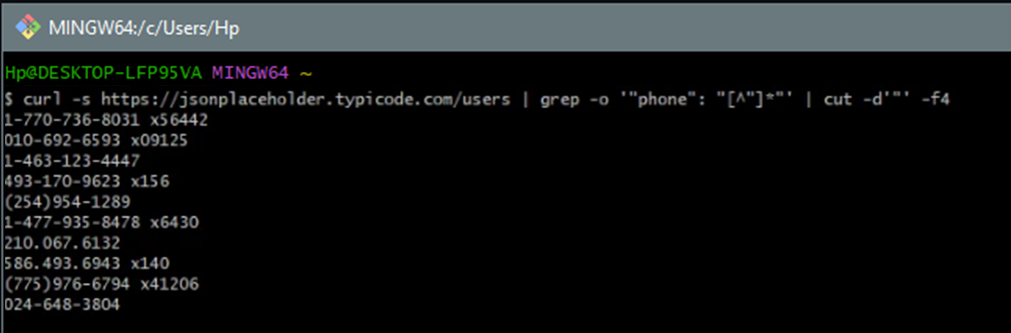 MINGW64:/c/Users/Hp
Hp@DESKTOP-LFP95VA MINGW64 ~
$ curl -s https://jsonplaceholder.typicode.com/users | grep -o '"phone": "[^"]*"' | cut -d'"' -f4
1-770-736-8031 x56442
010-692-6593 x09125
1-463-123-4447
493-170-9623 x156
(254)954-1289
1-477-935-8478 x6430
210.067.6132
586.493.6943 x140
(775)976-6794 x41206
024-648-3804